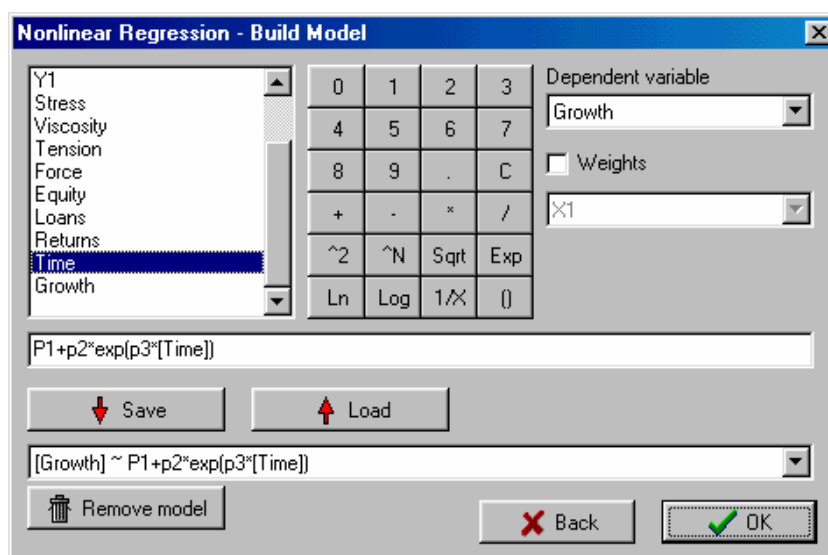 Nonlinear Regression - Build Model
Y1
Stress
Viscosity
Tension
Force
Equity
Loans
Returns
Time
Growth
0 1 2 3
4 5 6 7
8 9 . C
+ - * /
^2 ^N Sqrt Exp
Ln Log 1/X ()
Dependent variable
Growth
Weights
X1
P1+p2*exp(p3*[Time])
Save Load
[Growth] ~ P1+p2*exp(p3*[Time])
Remove model
Back OK